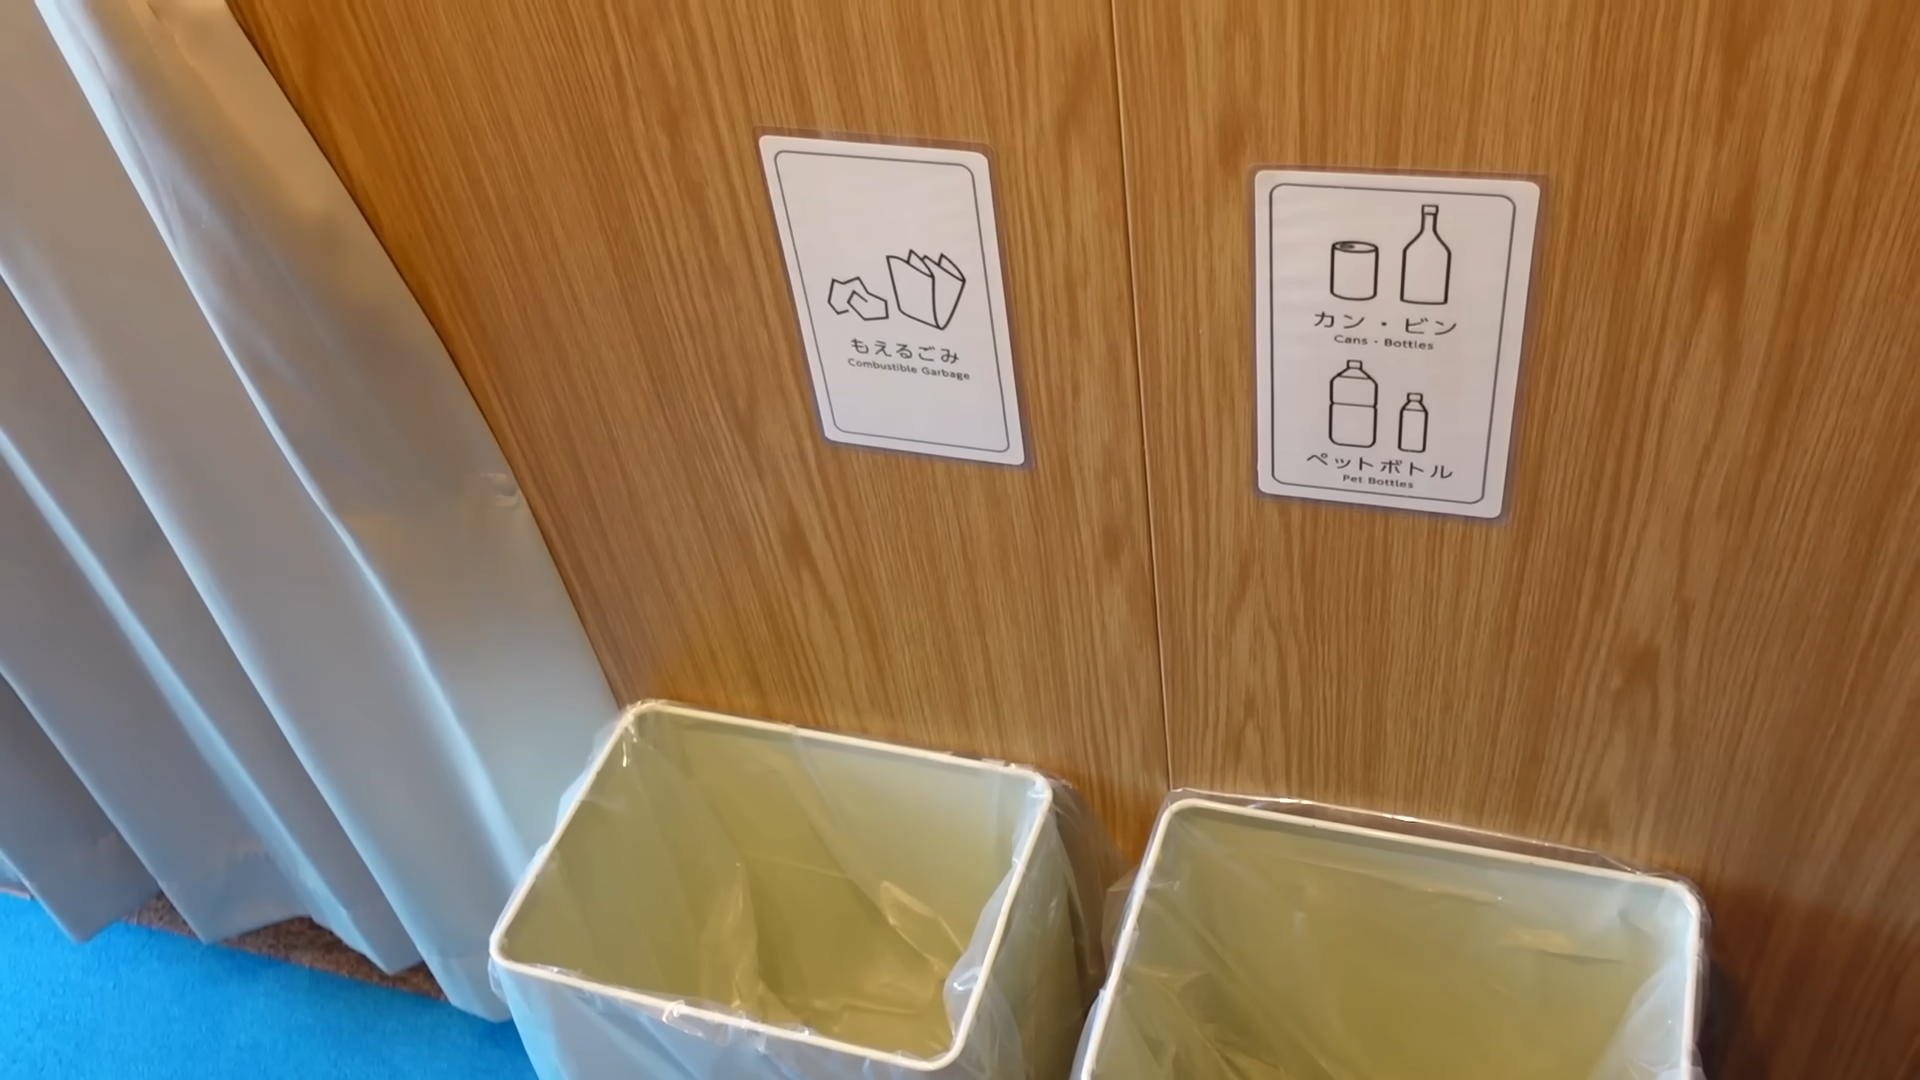 もえるごみ
Combustible Garbage
カン・ビン
Cans・Bottles
ペットボトル
Pet Bottles